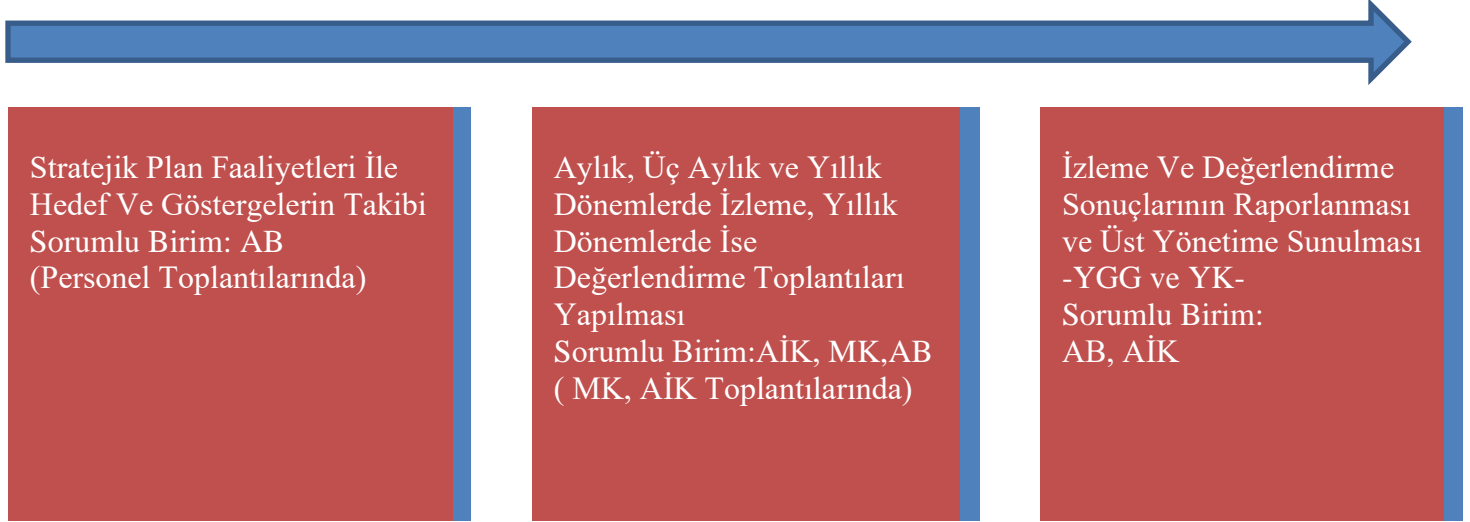 Stratejik Plan Faaliyetleri İle
Hedef Ve Göstergelerin Takibi
Sorumlu Birim: AB
(Personel Toplantılarında)
Aylık, Üç Aylık ve Yıllık
Dönemlerde İzleme, Yıllık
Dönemlerde İse
Değerlendirme Toplantıları
Yapılması
Sorumlu Birim:AİK, MK,AB
( MK, AİK Toplantılarında)
İzleme Ve Değerlendirme
Sonuçlarının Raporlanması
ve Üst Yönetime Sunulması
-YGG ve YK-
Sorumlu Birim:
AB, AİK